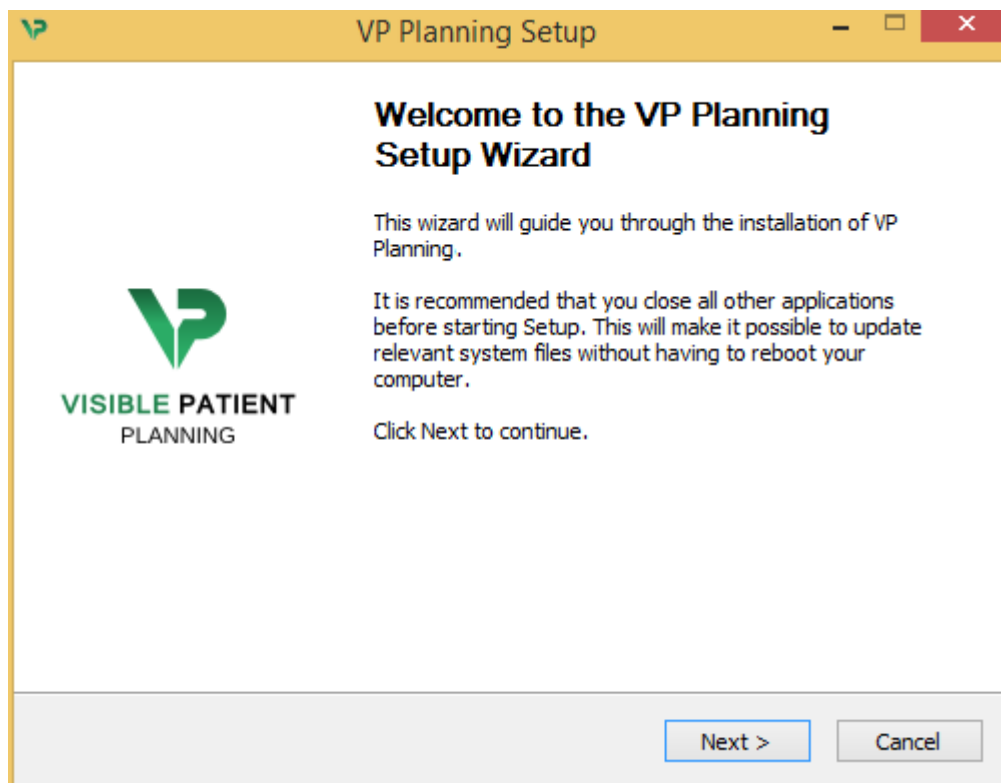 VP Planning Setup
Welcome to the VP Planning
Setup Wizard
This wizard will guide you through the installation of VP
Planning.
It is recommended that you close all other applications
before starting Setup. This will make it possible to update
relevant system files without having to reboot your
computer.
Click Next to continue.
VP
VISIBLE PATIENT
PLANNING
Next >
Cancel